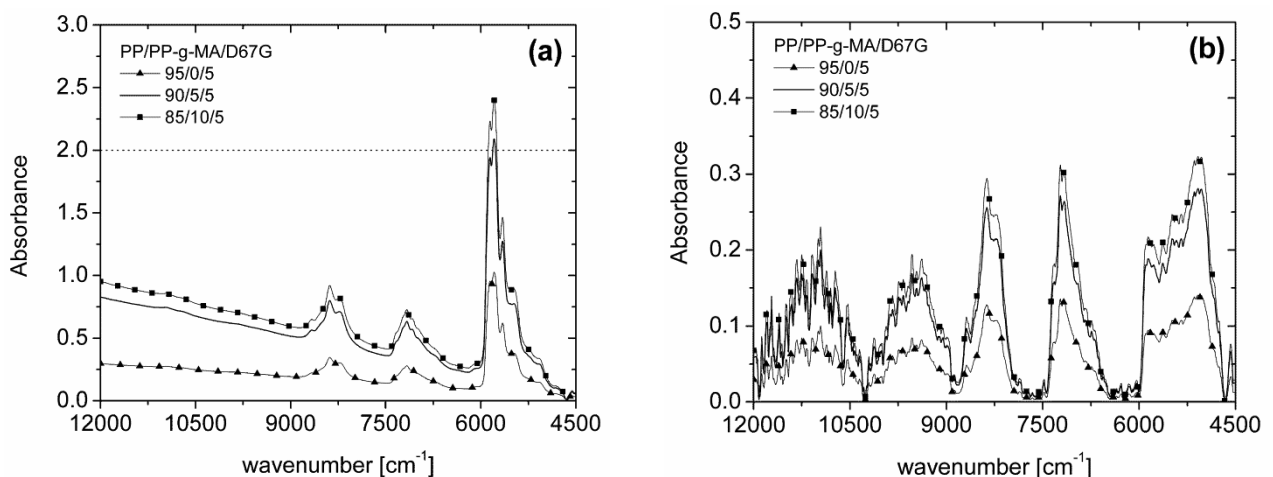 (a)
PP/PP-g-MA/D67G
95/0/5
90/5/5
85/10/5
3.0
2.5
2.0
1.5
1.0
0.5
0.0
Absorbance
12000 10500 9000 7500 6000 4500
wavenumber [cm⁻¹]
(b)
PP/PP-g-MA/D67G
95/0/5
90/5/5
85/10/5
0.5
0.4
0.3
0.2
0.1
0.0
Absorbance
12000 10500 9000 7500 6000 4500
wavenumber [cm⁻¹]